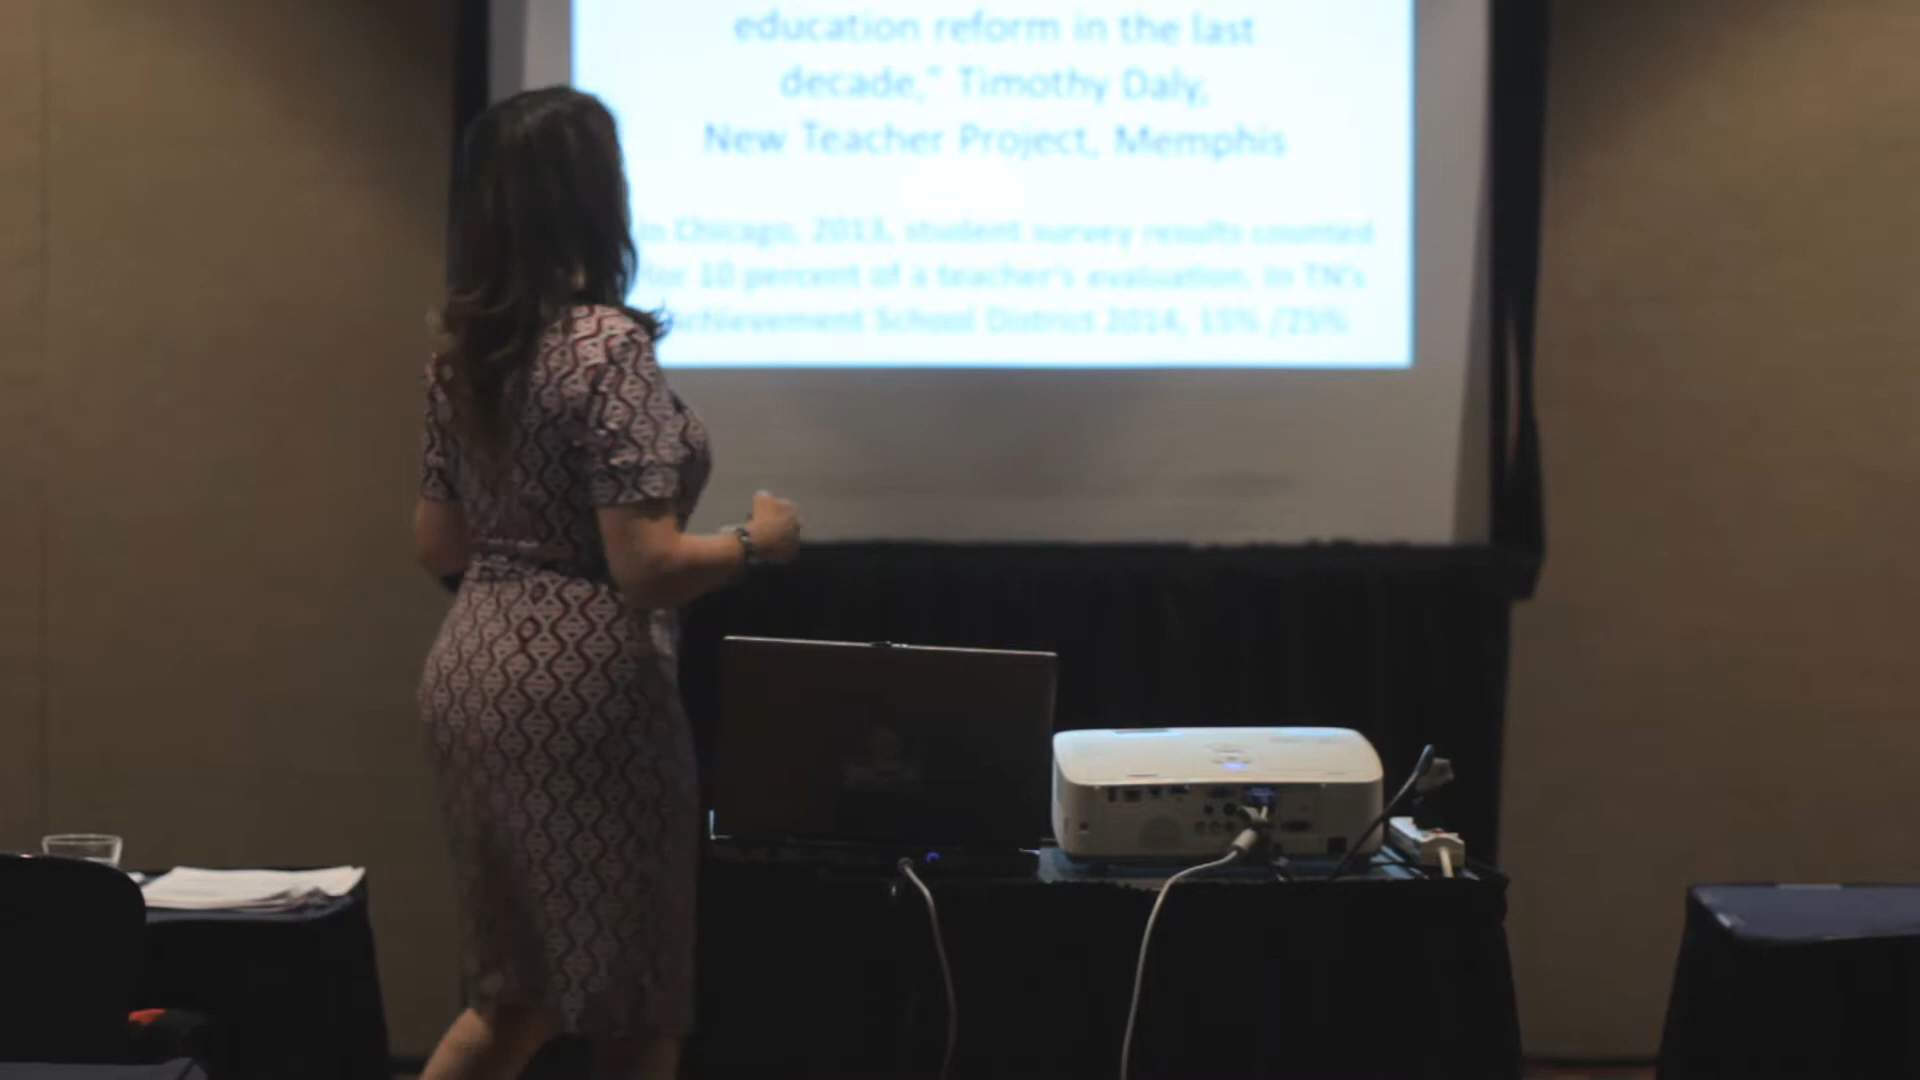 education reform in the last
decade," Timothy Daly,
New Teacher Project, Memphis
In Chicago, 2013, student survey results counted
for 10 percent of a teacher's evaluation. In TN's
Achievement School District 2014, 15% /25%